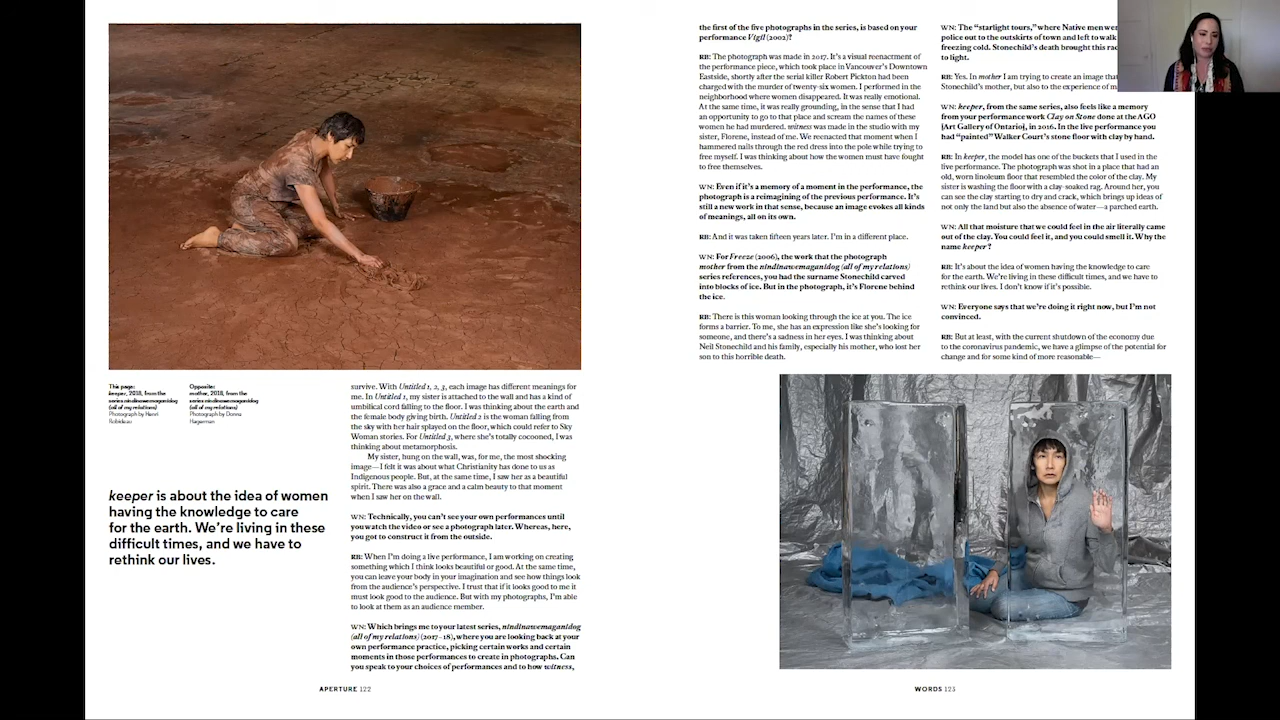 This page:
keeper, 2018, from the
series nindinawemaganidog
(all of my relations)
Photograph by Nanri
Robideau
Opposite:
mother, 2018, from the
series nindinawemaganidog
(all of my relations)
Photograph by Donna
Hagerman
keeper is about the idea of women
having the knowledge to care
for the earth. We’re living in these
difficult times, and we have to
rethink our lives.
survive. With Untitled 1, 2, 3, each image has different meanings for
me. In Untitled 1, my sister is attached to the wall and has a kind of
umbilical cord falling to the floor. I was thinking about the earth and
the female body giving birth. Untitled 2 is the woman falling from
the sky with her hair splayed on the floor, which could refer to Sky
Woman stories. For Untitled 3, where she’s totally cocooned, I was
thinking about metamorphosis.
My sister, hung on the wall, was, for me, the most shocking
image—I felt it was about what Christianity has done to us as
Indigenous people. But, at the same time, I saw her as a beautiful
spirit. There was also a grace and a calm beauty to that moment
when I saw her on the wall.
WN: Technically, you can’t see your own performances until
you watch the video or see a photograph later. Whereas, here,
you got to construct it from the outside.
RB: When I’m doing a live performance, I am working on creating
something which I think looks beautiful or good. At the same time,
you can leave your body in your imagination and see how things look
from the audience’s perspective. I trust that if it looks good to me it
must look good to the audience. But with my photographs, I’m able
to look at them as an audience member.
WN: Which brings me to your latest series, nindinawemaganidog
(all of my relations) (2017–18), where you are looking back at your
own performance practice, picking certain works and certain
moments in those performances to create in photographs. Can
you speak to your choices of performances and to how witness,
APERTURE 122
the first of the five photographs in the series, is based on your
performance Vigil (2002)?
RB: The photograph was made in 2017. It’s a visual reenactment of
the performance piece, which took place in Vancouver’s Downtown
Eastside, shortly after the serial killer Robert Pickton had been
charged with the murder of twenty-six women. I performed in the
neighborhood where women disappeared. It was really emotional.
At the same time, it was really grounding, in the sense that I had
an opportunity to go to that place and scream the names of these
women he had murdered. witness was made in the studio with my
sister, Florene, instead of me. We reenacted that moment when I
hammered nails through the red dress into the pole while trying to
free myself. I was thinking about how the women must have fought
to free themselves.
WN: Even if it’s a memory of a moment in the performance, the
photograph is a reimagining of the previous performance. It’s
still a new work in that sense, because an image evokes all kinds
of meanings, all on its own.
RB: And it was taken fifteen years later. I’m in a different place.
WN: For Freeze (2006), the work that the photograph
mother from the nindinawemaganidog (all of my relations)
series references, you had the surname Stonechild carved
into blocks of ice. But in the photograph, it’s Florene behind
the ice.
RB: There is this woman looking through the ice at you. The ice
forms a barrier. To me, she has an expression like she’s looking for
someone, and there’s a sadness in her eyes. I was thinking about
Neil Stonechild and his family, especially his mother, who lost her
son to this horrible death.
WN: The “starlight tours,” where Native men were
police out to the outskirts of town and left to walk
freezing cold. Stonechild’s death brought this
to light.
RB: Yes. In mother I am trying to create an image
Stonechild’s mother, but also to the experience of
WN: keeper, from the same series, also feels like a memory
from your performance work Clay on Stone done at the AGO
[Art Gallery of Ontario], in 2016. In the live performance you
had “painted” Walker Court’s stone floor with clay by hand.
RB: In keeper, the model has one of the buckets that I used in the
live performance. The photograph was shot in a place that had an
old, worn linoleum floor that resembled the color of the clay. My
sister is washing the floor with a clay-soaked rag. Around her, you
can see the clay starting to dry and crack, which brings up ideas of
not only the land but also the absence of water—a parched earth.
WN: All that moisture that we could feel in the air literally came
out of the clay. You could feel it, and you could smell it. Why the
name keeper?
RB: It’s about the idea of women having the knowledge to care
for the earth. We’re living in these difficult times, and we have to
rethink our lives. I don’t know if it’s possible.
WN: Everyone says that we’re doing it right now, but I’m not
convinced.
RB: But at least, with the current shutdown of the economy due
to the coronavirus pandemic, we have a glimpse of the potential for
change and for some kind of more reasonable—
WORDS 123